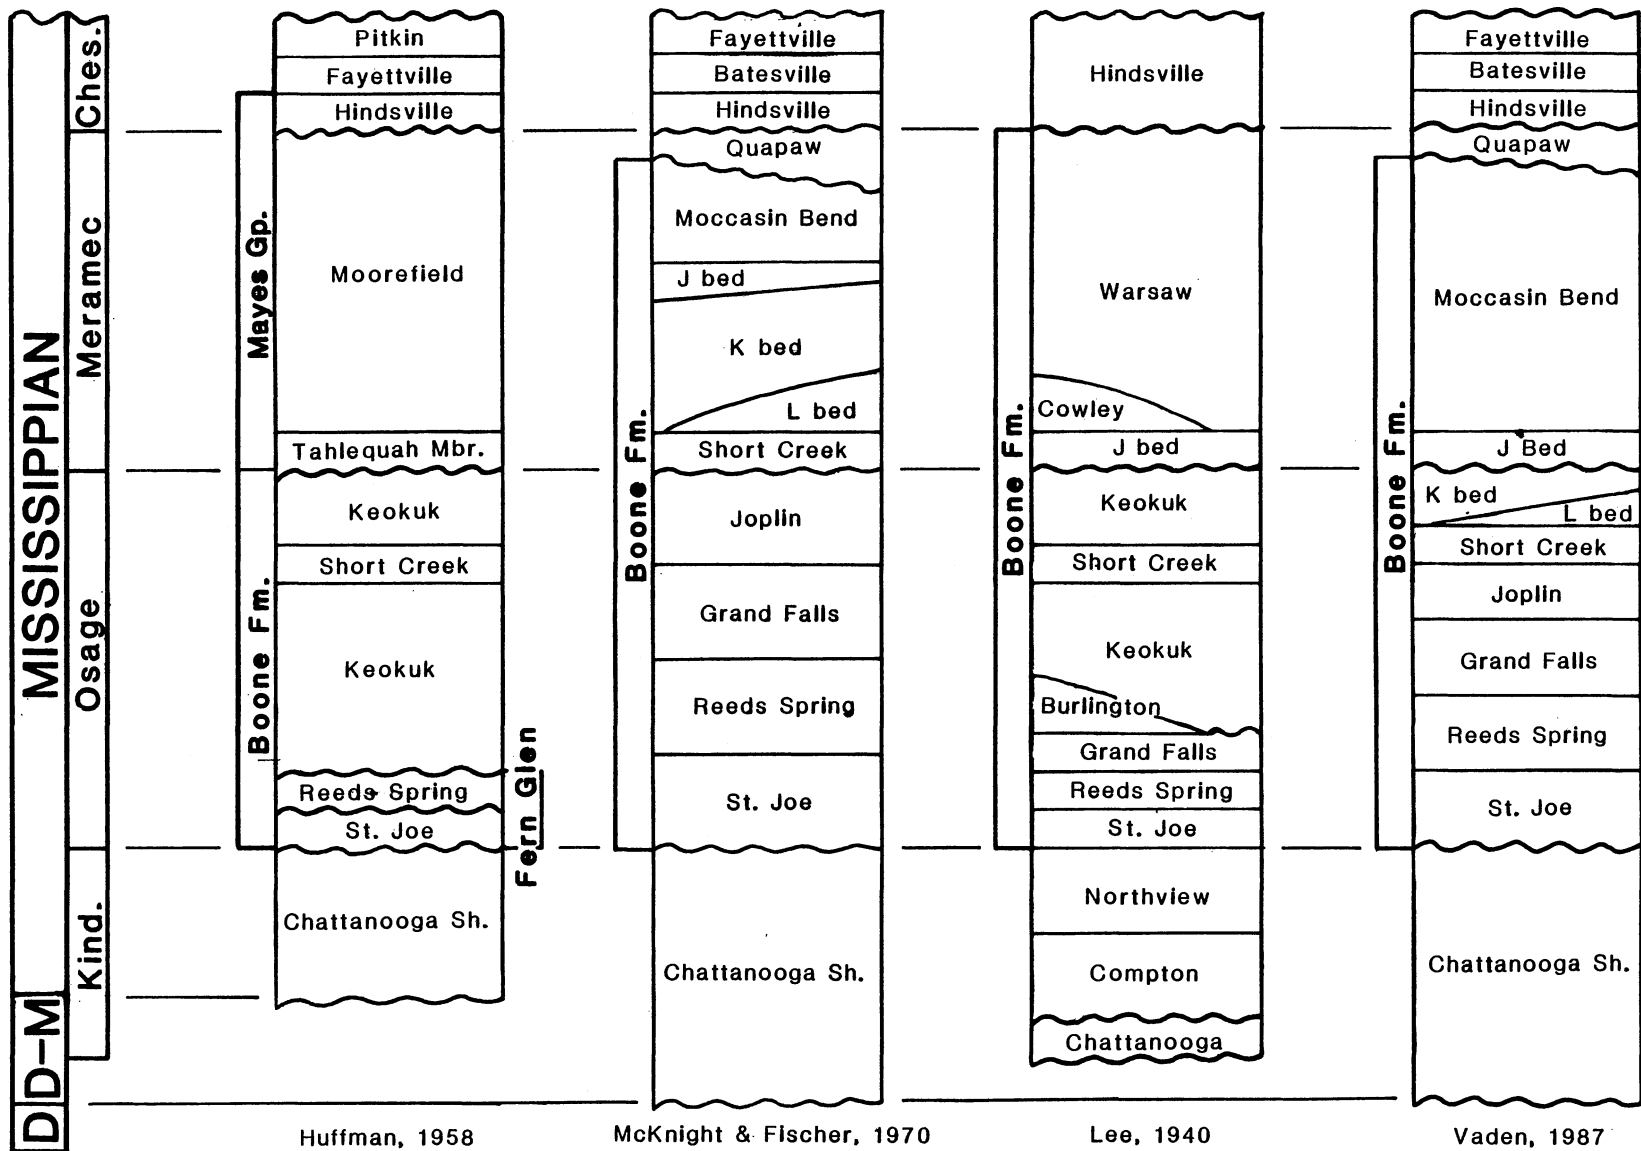 MISSISSIPPIAN
D-M
D
Ches.
Meramec
Osage
Kind.
Mayes Gp.
Boone Fm.
Pitkin
Fayettville
Hindsville
Moorefield
Tahlequah Mbr.
Keokuk
Short Creek
Keokuk
Reeds Spring
St. Joe
Chattanooga Sh.
Fern Glen
Huffman, 1958
Boone Fm.
Fayettville
Batesville
Hindsville
Quapaw
Moccasin Bend
J bed
K bed
L bed
Short Creek
Joplin
Grand Falls
Reeds Spring
St. Joe
Chattanooga Sh.
McKnight & Fischer, 1970
Boone Fm.
Hindsville
Warsaw
Cowley
J bed
Keokuk
Short Creek
Keokuk
Burlington
Grand Falls
Reeds Spring
St. Joe
Northview
Compton
Chattanooga
Lee, 1940
Boone Fm.
Fayettville
Batesville
Hindsville
Quapaw
Moccasin Bend
J Bed
K bed
L bed
Short Creek
Joplin
Grand Falls
Reeds Spring
St. Joe
Chattanooga Sh.
Vaden, 1987